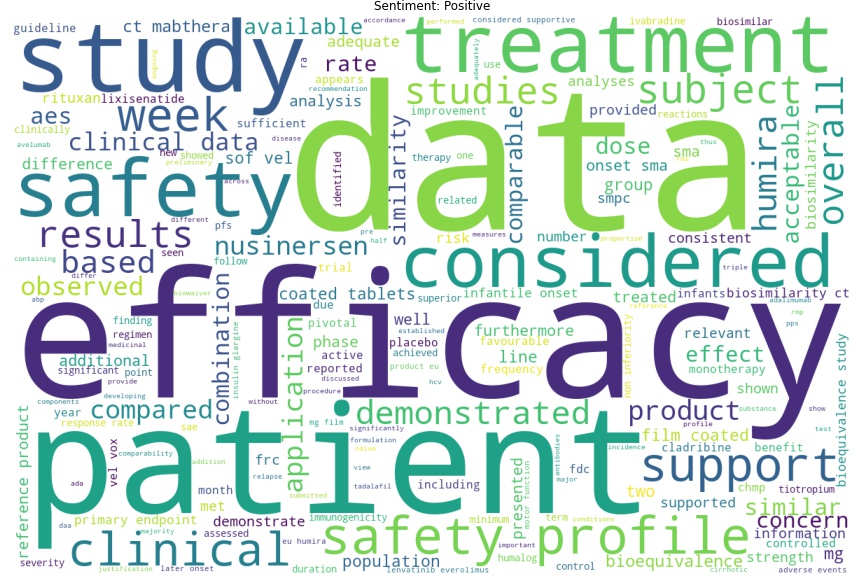 Sentiment: Positive
guideline
ct mabthera
available
accordance
performed
considered supportive
ivabradine
biosimilar
study
treatment
adequate
ra
rate
appears
use
analyses
studies
subject
rituxan
lixisenatide
recommendation
analysis
aes
week
sufficient
improvement
provided
reactions
overall
data
clinically
clinical data
disease
similarity
comparable
dose
sma
thus
humira
acceptable
biosimilarity
avelumab
new
showed
preliminary
difference
sof vel
identified
therapy
one
onset sma
group
smpc
safety
across
related
different
pfs
pre
half
risk
measures
number
proportion
consistent
results
nusinersen
considered
based
seen
follow
trial
triple
containing
differ
observed
biowaiver
coated tablets
superior
infantile onset
treated
infants
biosimilarity ct
abp
due
established
reference
adalimumab
efficacy
rmp
pps
finding
regimen
medicinal
combination
insulin glargine
pivotal
phase
active
reported
discussed
well
placebo
achieved
product eu
hcv
furthermore
favourable
line
frequency
non inferiority
relevant
effect
monotherapy
additional
significant
point
provide
developing
shown
components
year
compared
without
procedure
application
demonstrated
product
substance
show
profile
test
response rate
sae
mg film
significantly
film coated
bioequivalence study
reference product
patient
formulation
naive
incidence
cladribine
benefit
comparability
vel vox
frc
view
antibodies
major
fdc
support
ada
addition
relapse
tadalafil
including
presented
motor function
month
submitted
two
supported
chmp
tiotropium
met
daa
primary endpoint
demonstrate
immunogenicity
minimum
term
conditions
similar
concern
majority
assessed
information
controlled
clinical
eu humira
safety profile
important
severity
population
humalog
control
bioequivalence
strength
mg
justification
later onset
duration
lenvatinib everolimus
cirrhotic
adverse events